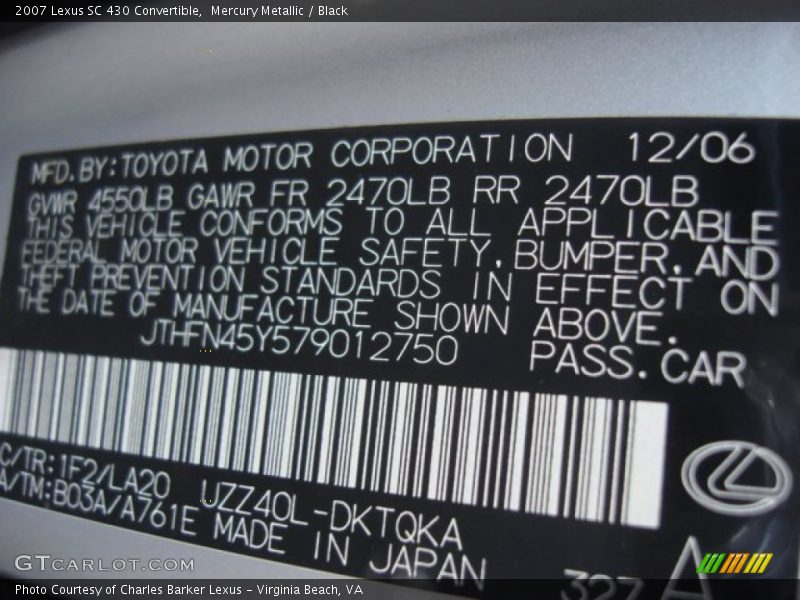 2007 Lexus SC 430 Convertible, Mercury Metallic / Black
MFD. BY: TOYOTA MOTOR CORPORATION 12/06
GVWR 4550LB GAWR FR 2470LB RR 2470LB
THIS VEHICLE CONFORMS TO ALL APPLICABLE
FEDERAL MOTOR VEHICLE SAFETY, BUMPER, AND
THEFT PREVENTION STANDARDS IN EFFECT ON
THE DATE OF MANUFACTURE SHOWN ABOVE.
JTHFN45Y579012750 PASS. CAR
C/TR: 1F2/LA20 UZZ40L-DKTQKA
A/TM: B03A/A761E MADE IN JAPAN
327 A
GTCARLOT.COM
Photo Courtesy of Charles Barker Lexus - Virginia Beach, VA